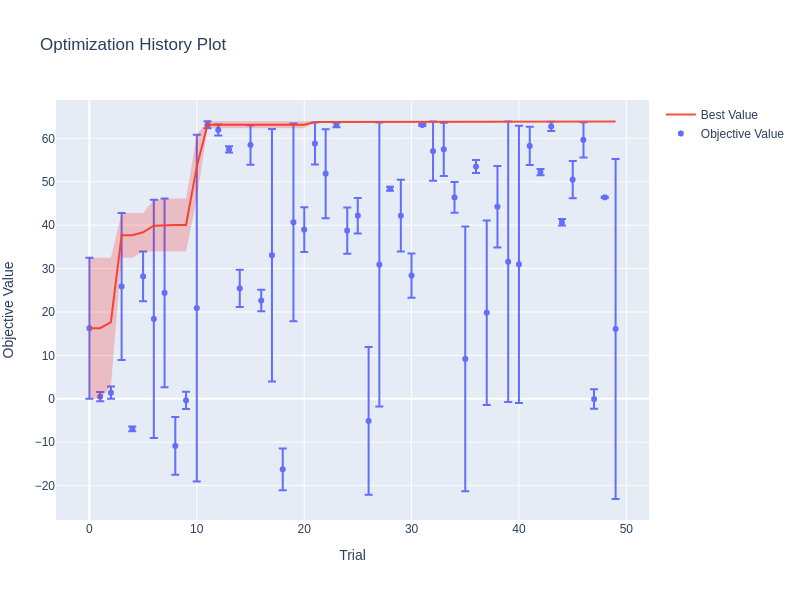 Optimization History Plot
Best Value
Objective Value
60
50
40
30
20
10
0
−10
−20
0 10 20 30 40 50
Trial
Objective Value